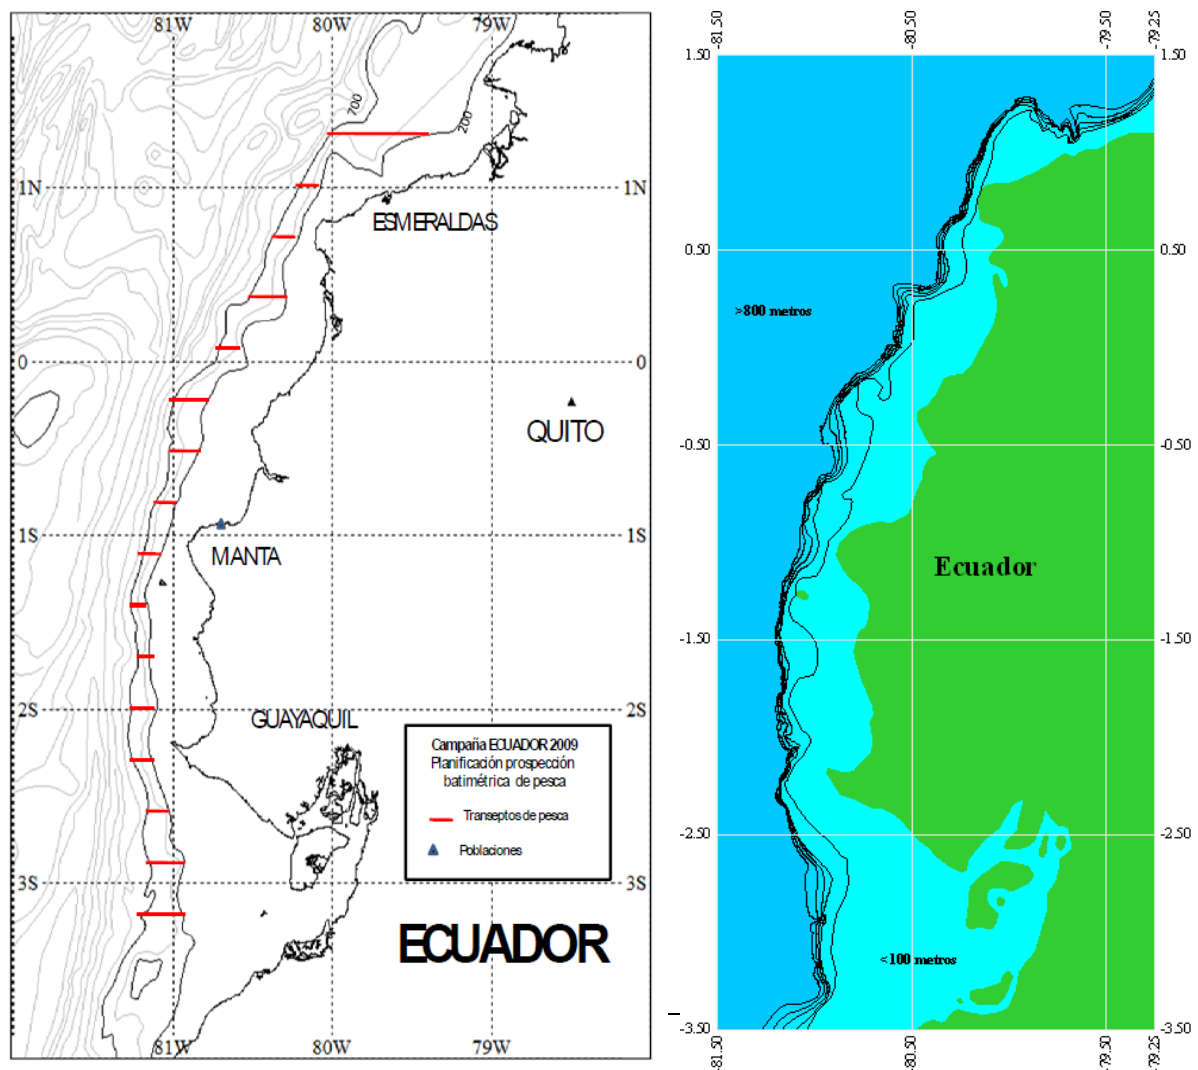 81W
80W
79W
700
200
1N
1N
ESMERALDAS
0
0
QUITO
1S
1S
MANTA
2S
2S
GUAYAQUIL
Campaña ECUADOR 2009
Planificación prospección
batimétrica de pesca
Transeptos de pesca
Poblaciones
3S
3S
ECUADOR
81W
80W
79W
-81.50
-80.50
-79.50
-79.25
1.50
1.50
0.50
0.50
>800 metros
-0.50
-0.50
Ecuador
-1.50
-1.50
-2.50
-2.50
<100 metros
-3.50
-3.50
-81.50
-80.50
-79.50
-79.25